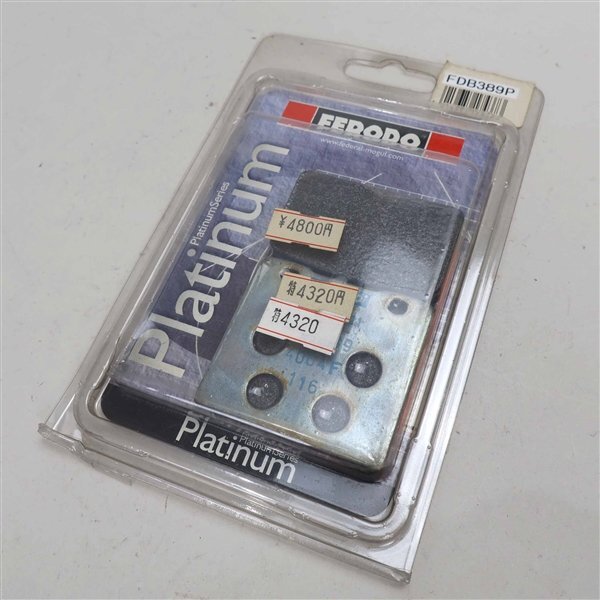 FDB389P
FERODO
www.federal-mogul.com
Platinum
PlatinumSeries
¥4800円
特4320円
特4320
116
Platinum
PlatinumSeries